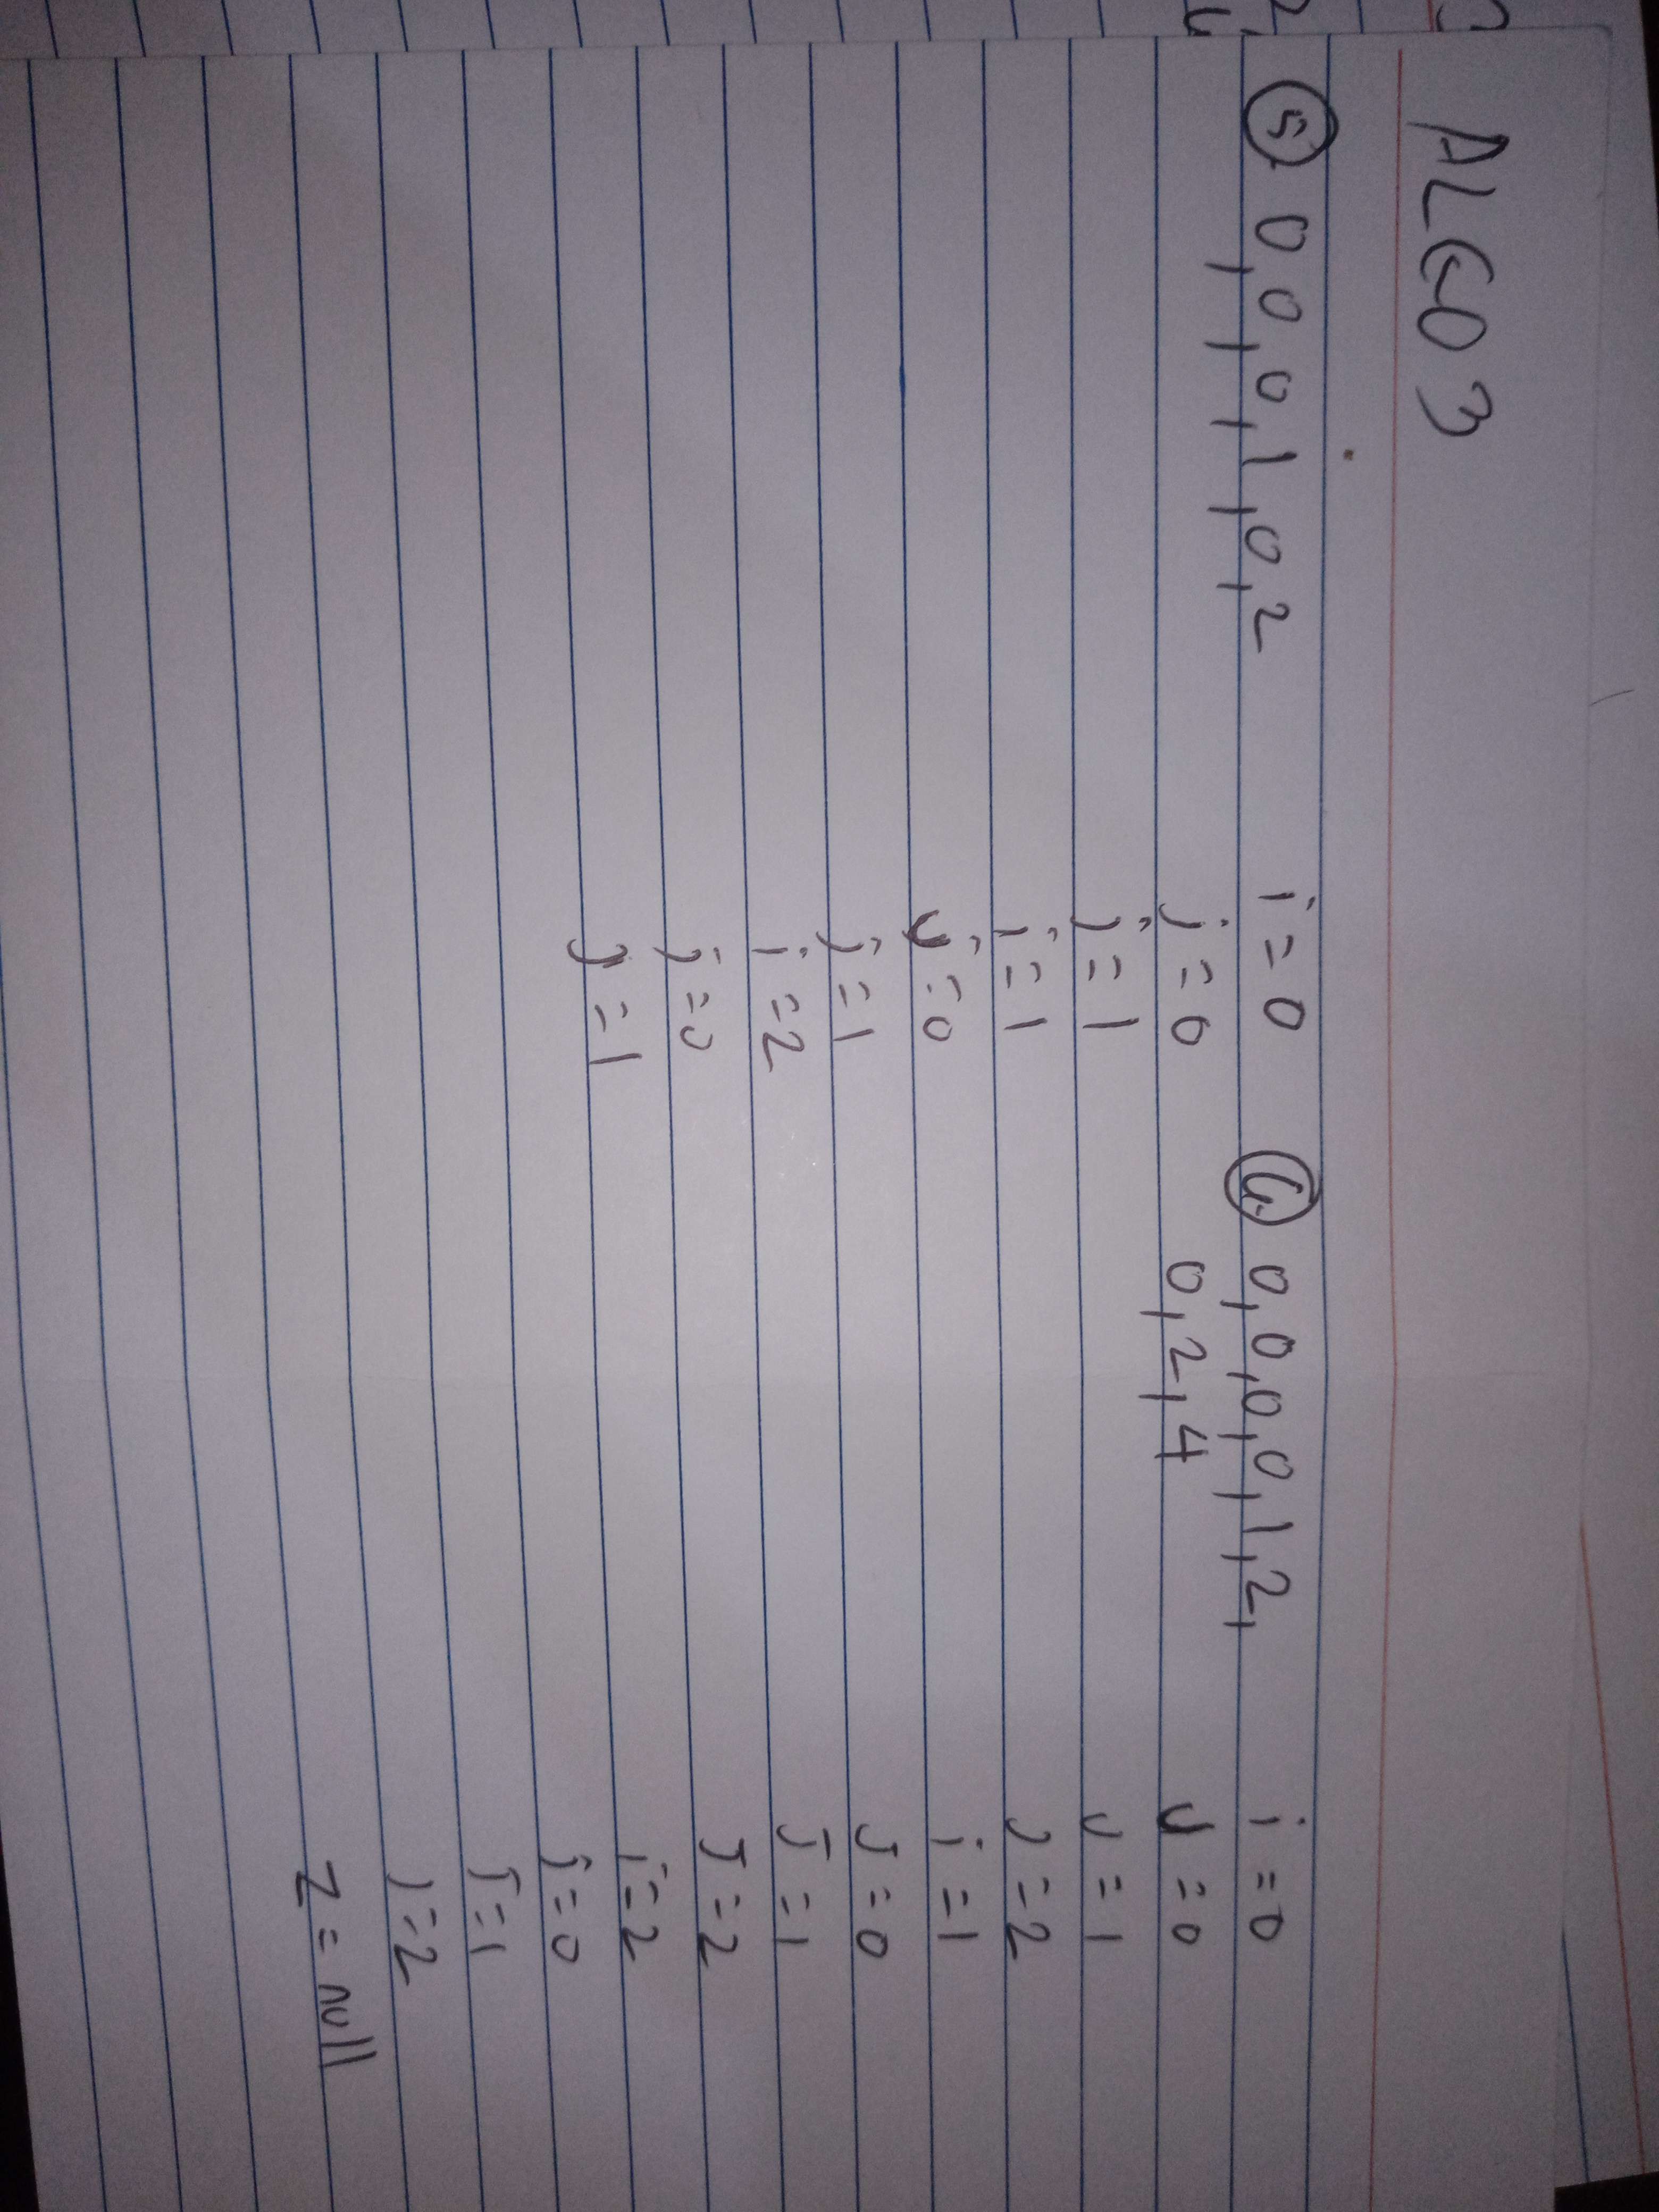 ALGO 3
5. 0,0,0,1,0,2
i=0
j=0
j=1
i=1
j=0
j=1
i=2
j=0
j=1
6. 0,0,0,0,1,2,
0,2,4
i=0
j=0
j=1
j=2
i=1
j=0
j=1
j=2
i=2
j=0
j=1
j=2
Z=null